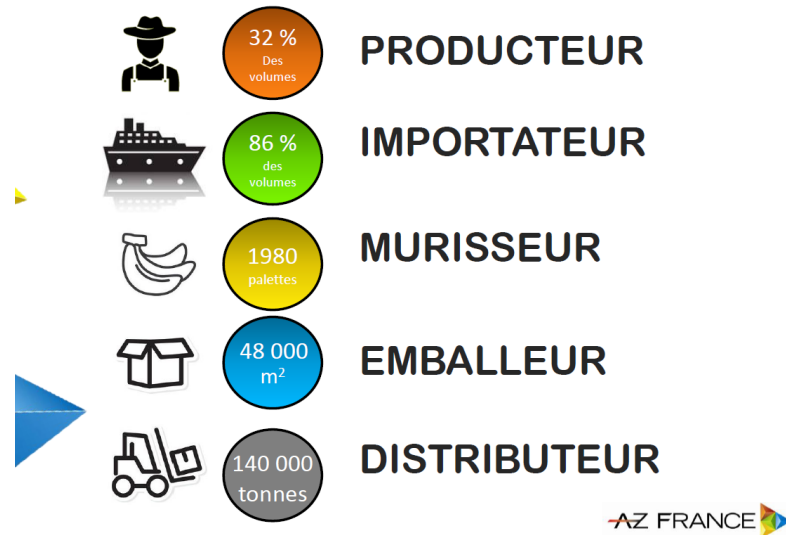 32 %
Des
volumes
PRODUCTEUR
86 %
des
volumes
IMPORTATEUR
1980
palettes
MURISSEUR
48 000
m²
EMBALLEUR
140 000
tonnes
DISTRIBUTEUR
AZ FRANCE